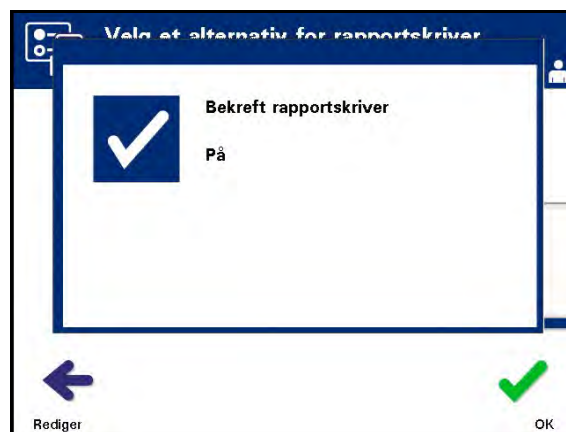 Velg et alternativ for rapportskriver
Bekreft rapportskriver
På
Rediger
OK